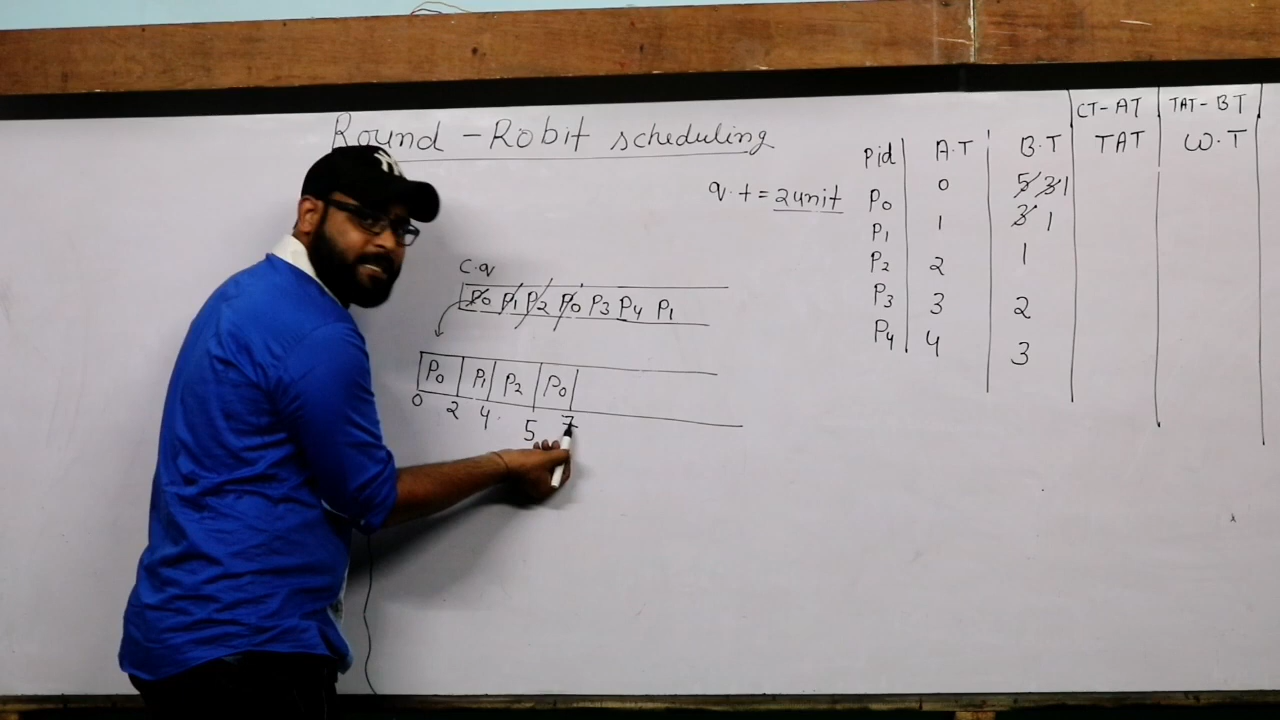 Round - Robit scheduling
q.t = 2unit
C.q
P0 P1 P2 P0 P3 P4 P1
P0 P1 P2 P0
0 2 4 5 7
CT-AT TAT-BT
Pid A.T B.T TAT W.T
P0 0 5 3 1
P1 1 3 1
P2 2 1
P3 3 2
P4 4 3